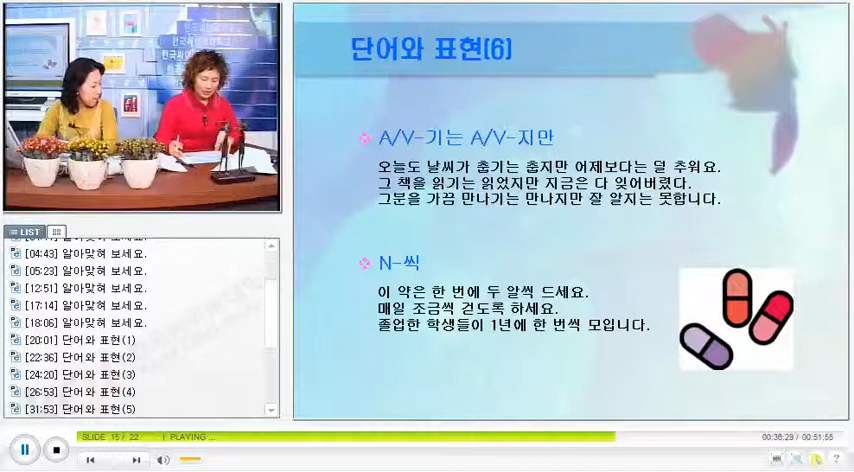 단어와 표현(6)
A/V-기는 A/V-지만
오늘도 날씨가 춥기는 춥지만 어제보다는 덜 추워요.
그 책을 읽기는 읽었지만 지금은 다 잊어버렸다.
그분을 가끔 만나기는 만나지만 잘 알지는 못합니다.
N-씩
이 약은 한 번에 두 알씩 드세요.
매일 조금씩 걷도록 하세요.
졸업한 학생들이 1년에 한 번씩 모입니다.
LIST
[04:43] 알아맞혀 보세요.
[05:23] 알아맞혀 보세요.
[12:51] 알아맞혀 보세요.
[17:14] 알아맞혀 보세요.
[18:06] 알아맞혀 보세요.
[20:01] 단어와 표현(1)
[22:36] 단어와 표현(2)
[24:20] 단어와 표현(3)
[26:53] 단어와 표현(4)
[31:53] 단어와 표현(5)
SLIDE 15 / 22 PLAYING ...
00:36:29 / 00:51:55